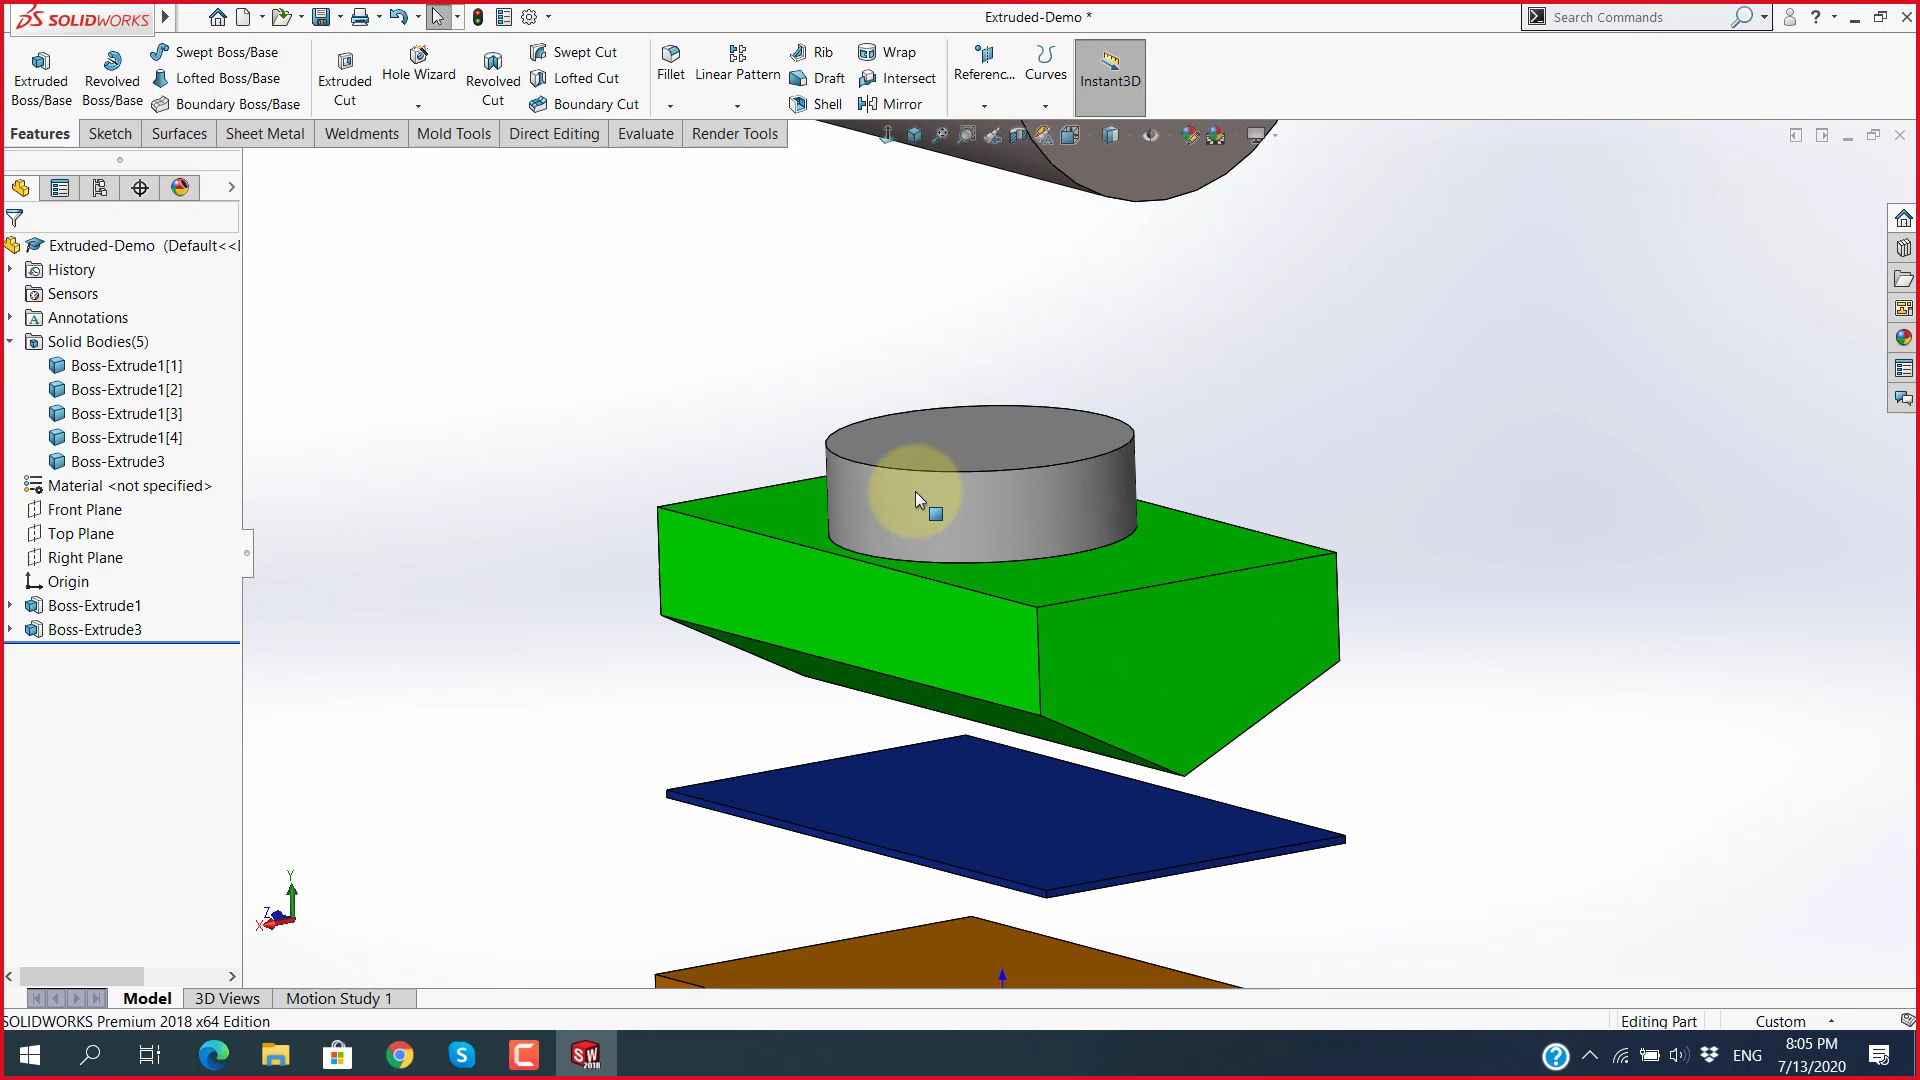 SOLIDWORKS
Extruded-Demo *
Search Commands
Extruded Boss/Base
Revolved Boss/Base
Swept Boss/Base
Lofted Boss/Base
Boundary Boss/Base
Extruded Cut
Hole Wizard
Revolved Cut
Swept Cut
Lofted Cut
Boundary Cut
Fillet
Linear Pattern
Rib
Draft
Shell
Wrap
Intersect
Mirror
Referenc...
Curves
Instant3D
Features
Sketch
Surfaces
Sheet Metal
Weldments
Mold Tools
Direct Editing
Evaluate
Render Tools
Extruded-Demo (Default<<
History
Sensors
Annotations
Solid Bodies(5)
Boss-Extrude1[1]
Boss-Extrude1[2]
Boss-Extrude1[3]
Boss-Extrude1[4]
Boss-Extrude3
Material <not specified>
Front Plane
Top Plane
Right Plane
Origin
Boss-Extrude1
Boss-Extrude3
Y
Z
X
Model
3D Views
Motion Study 1
SOLIDWORKS Premium 2018 x64 Edition
Editing Part
Custom
SW
2018
ENG
8:05 PM
7/13/2020